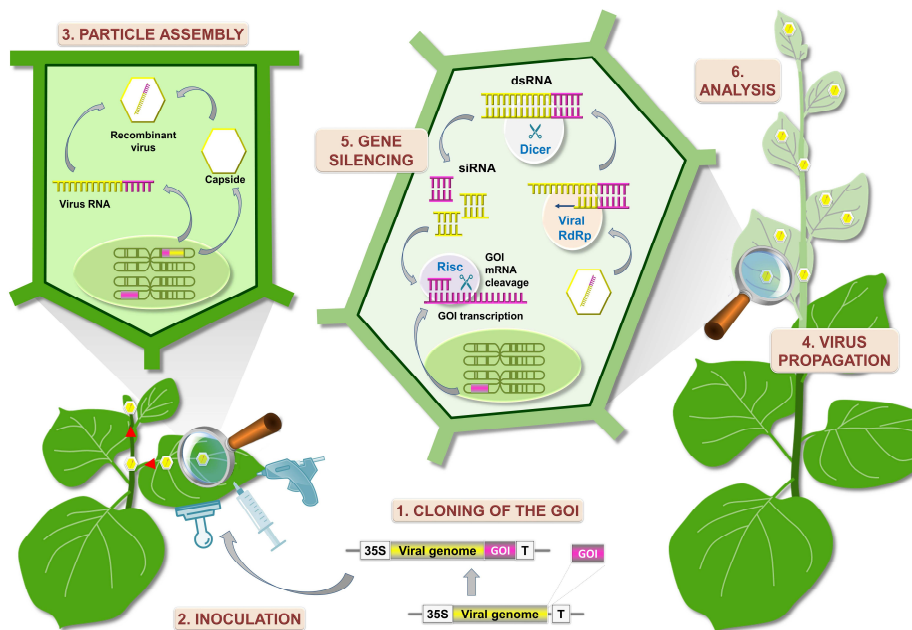 3. PARTICLE ASSEMBLY
Recombinant
virus
Capside
Virus RNA
5. GENE
SILENCING
dsRNA
Dicer
siRNA
Viral
RdRp
Risc
GOI
mRNA
cleavage
GOI transcription
6.
ANALYSIS
4. VIRUS
PROPAGATION
1. CLONING OF THE GOI
35S Viral genome GOI T
GOI
35S Viral genome T
2. INOCULATION